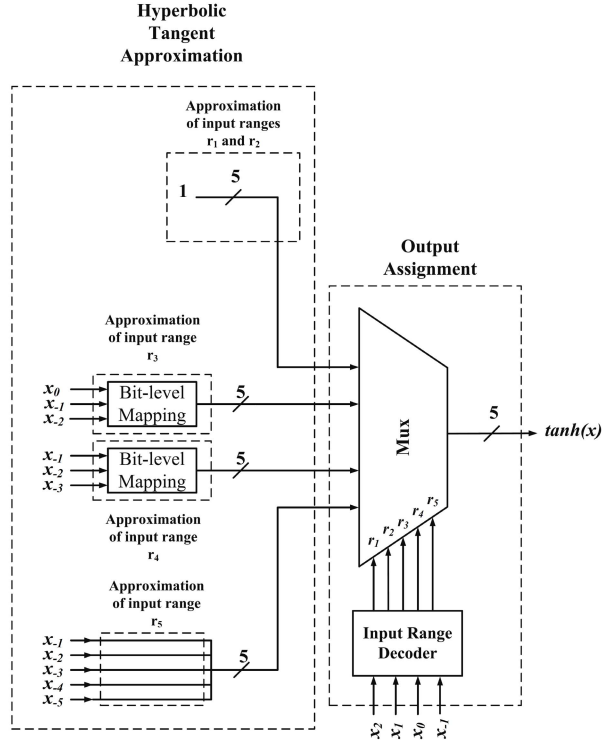 Hyperbolic
Tangent
Approximation
Approximation
of input ranges
r1 and r2
1
5
Output
Assignment
Approximation
of input range
r3
x0
x-1
x-2
Bit-level
Mapping
5
x-1
x-2
x-3
Bit-level
Mapping
5
Approximation
of input range
r4
Mux
5
tanh(x)
r1
r2
r3
r4
r5
Approximation
of input range
r5
x-1
x-2
x-3
x-4
x-5
5
Input Range
Decoder
x2
x1
x0
x-1